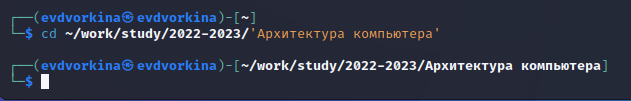 ┌──(evdvorkina㉿evdvorkina)-[~]
└─$ cd ~/work/study/2022-2023/'Архитектура компьютера'
┌──(evdvorkina㉿evdvorkina)-[~/work/study/2022-2023/Архитектура компьютера]
└─$